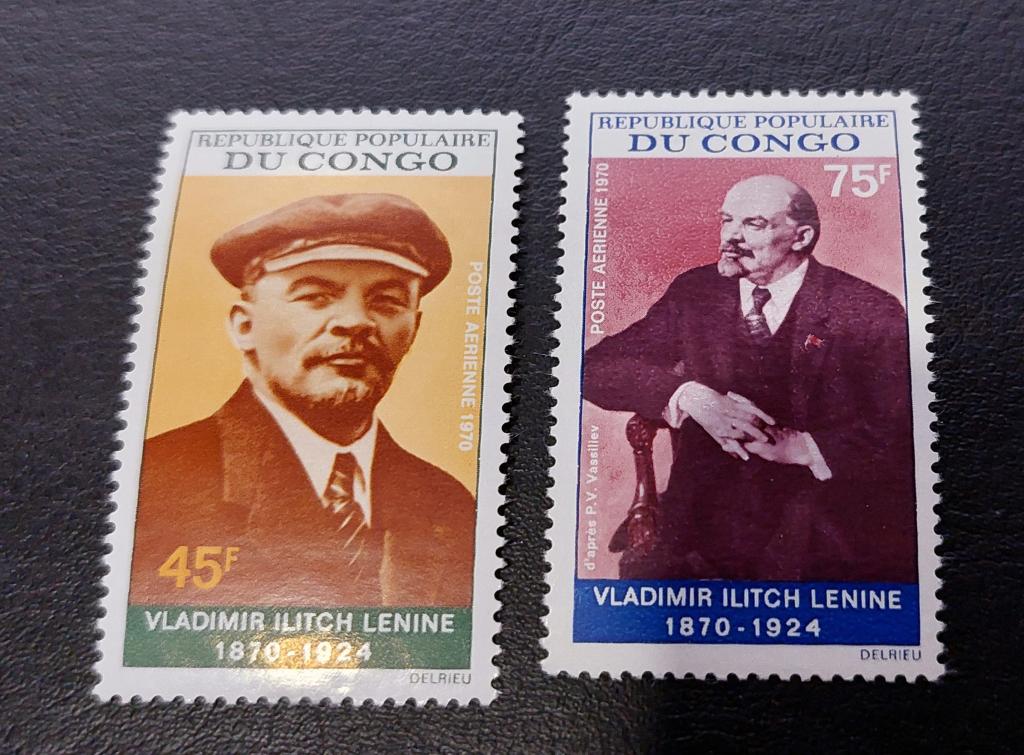 REPUBLIQUE POPULAIRE
DU CONGO
POSTE AERIENNE 1970
45F
VLADIMIR ILITCH LENINE
1870-1924
DELRIEU
REPUBLIQUE POPULAIRE
DU CONGO
75F
POSTE AERIENNE 1970
d'après P.V. Vassiliev
VLADIMIR ILITCH LENINE
1870-1924
DELRIEU